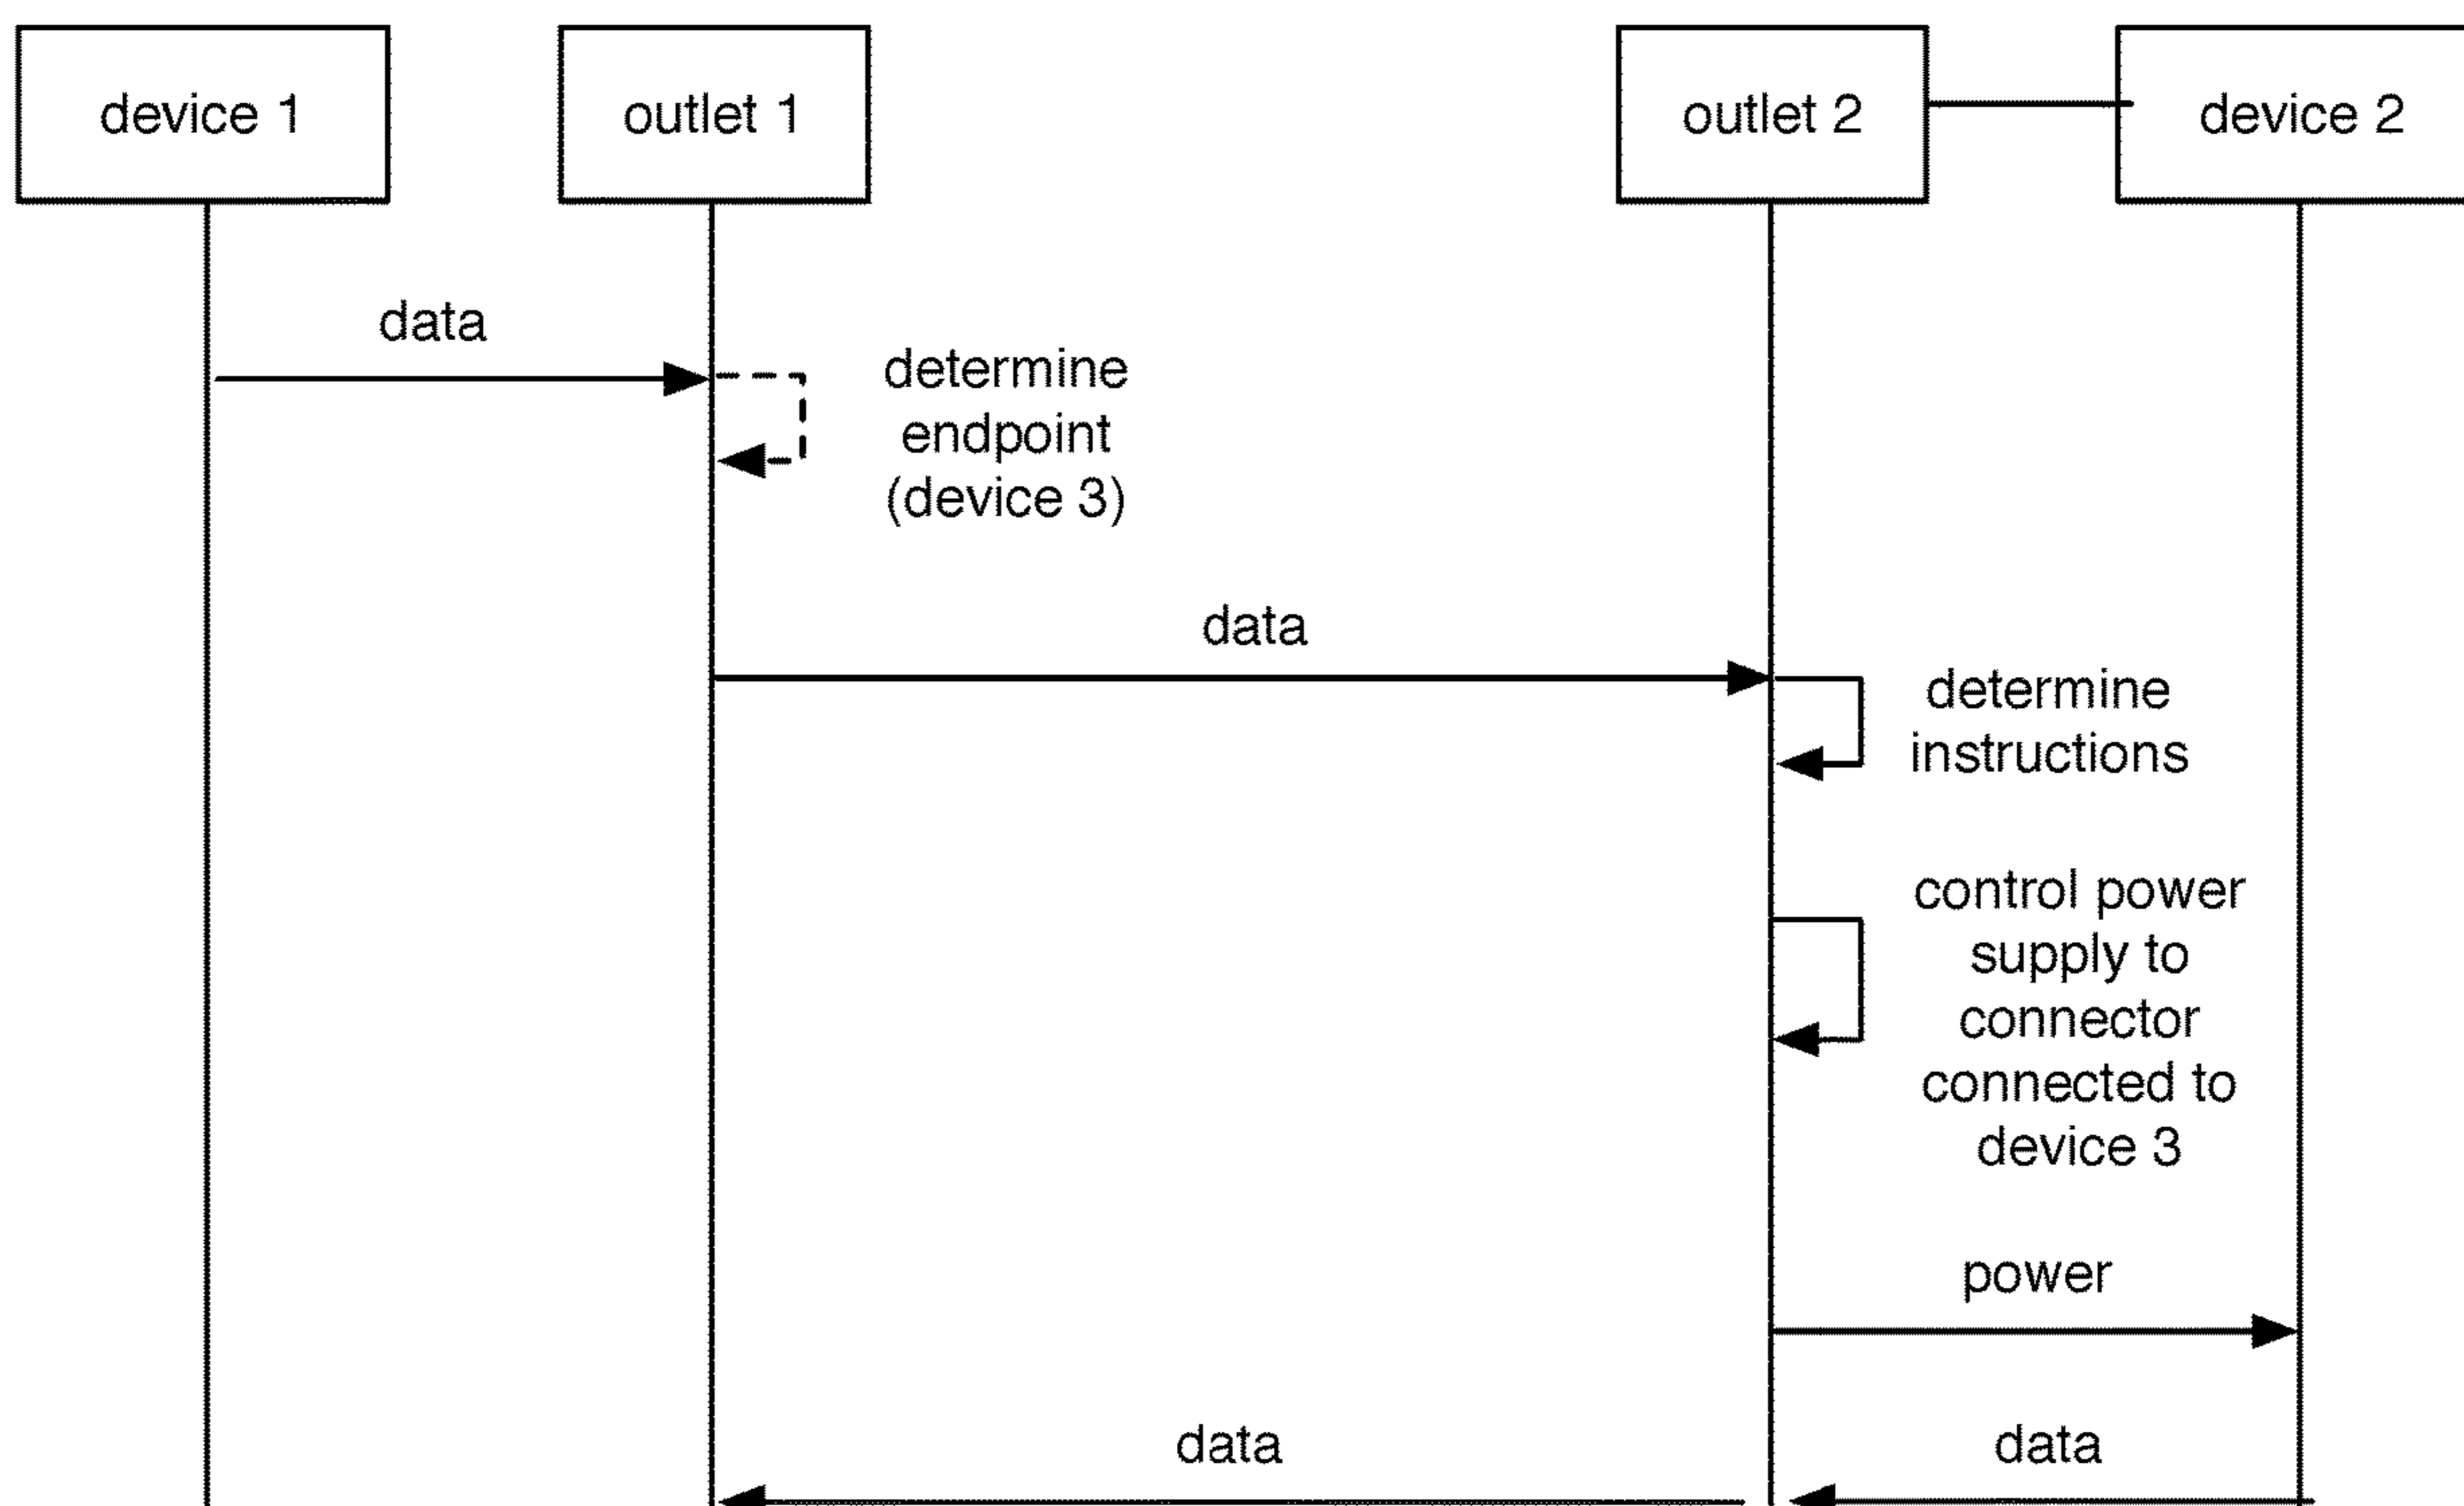 device 1
outlet 1
outlet 2
device 2
data
determine
endpoint
(device 3)
data
determine
instructions
control power
supply to
connector
connected to
device 3
power
data
data